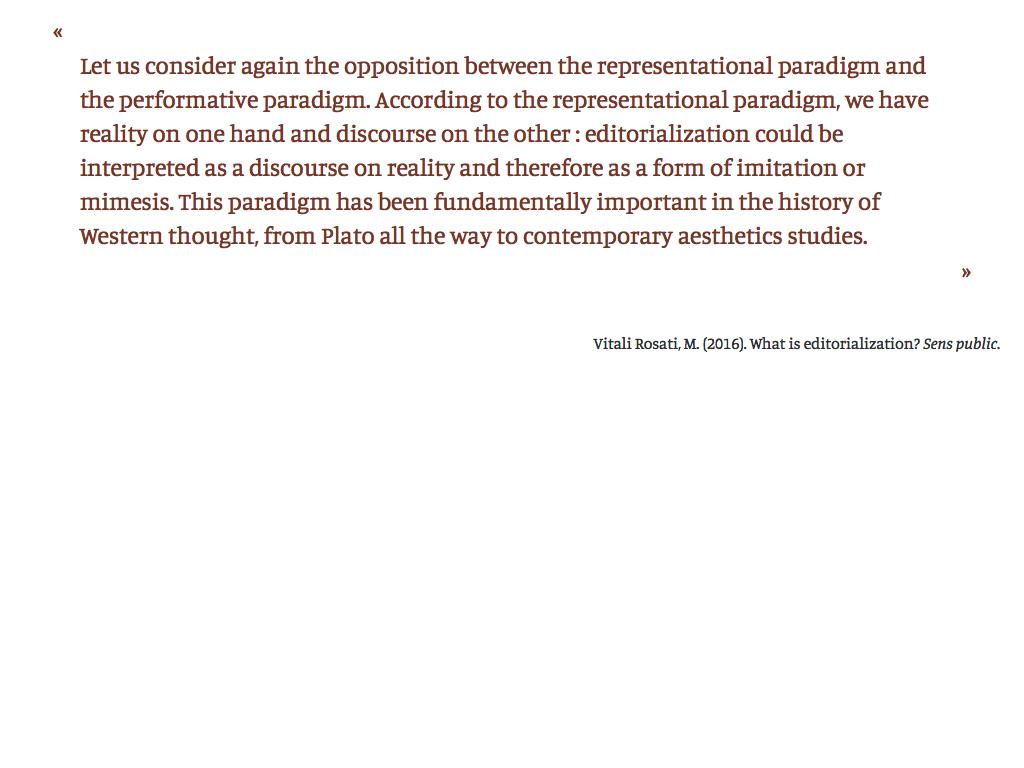 «
Let us consider again the opposition between the representational paradigm and
the performative paradigm. According to the representational paradigm, we have
reality on one hand and discourse on the other : editorialization could be
interpreted as a discourse on reality and therefore as a form of imitation or
mimesis. This paradigm has been fundamentally important in the history of
Western thought, from Plato all the way to contemporary aesthetics studies.
»
Vitali Rosati, M. (2016). What is editorialization? Sens public.